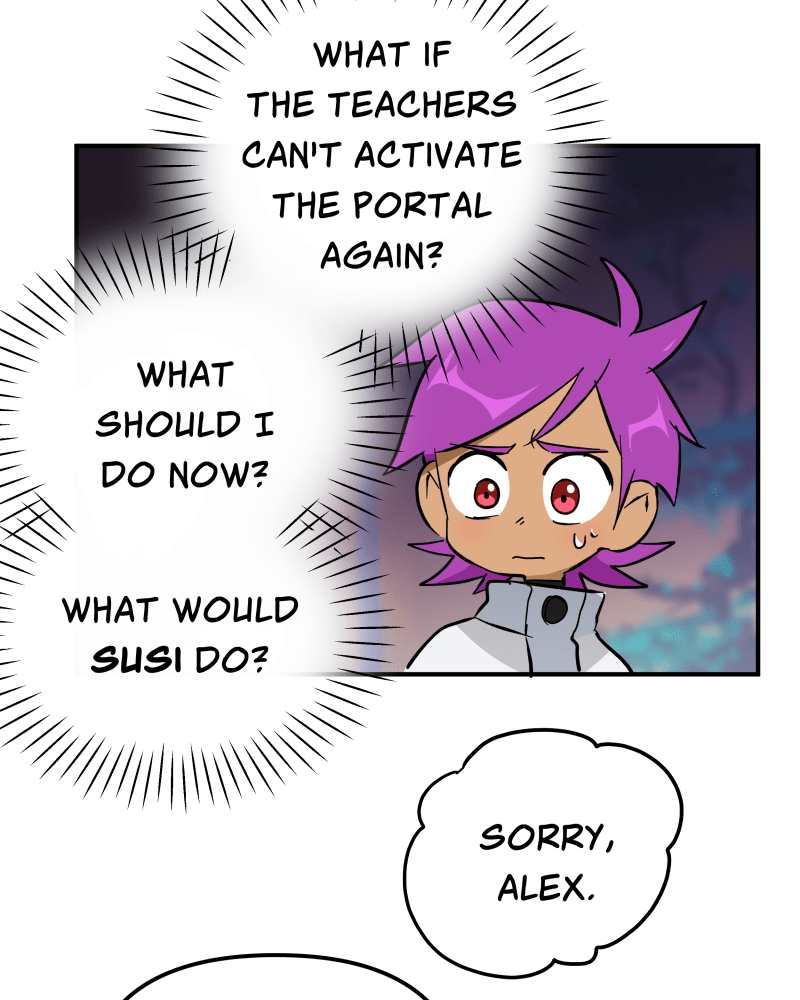 WHAT IF
THE TEACHERS
CAN'T ACTIVATE
THE PORTAL
AGAIN?
WHAT
SHOULD I
DO NOW?
WHAT WOULD
SUSI DO?
SORRY,
ALEX.